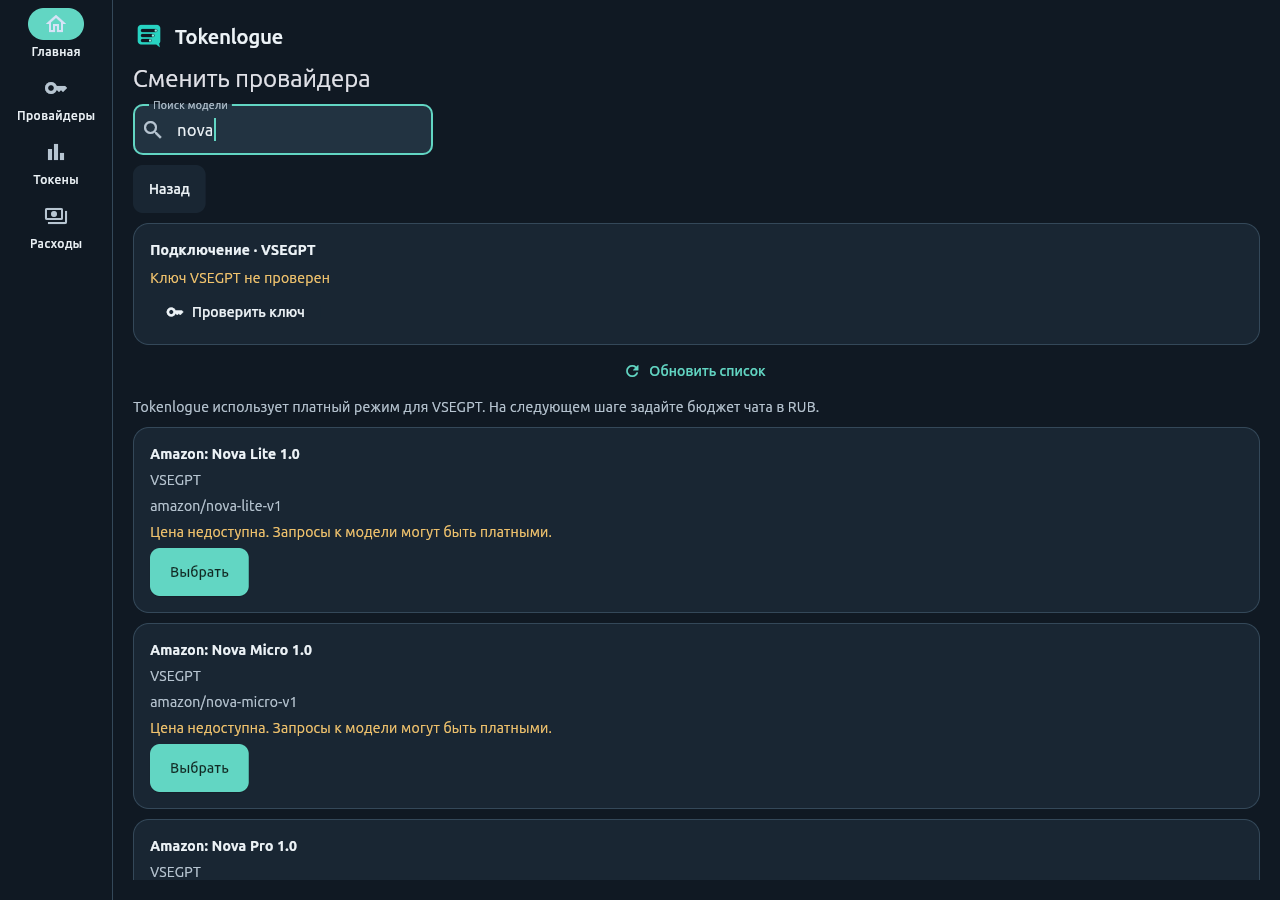 Главная
Провайдеры
Токены
Расходы
Tokenlogue
Сменить провайдера
Поиск модели
nova
Назад
Подключение · VSEGPT
Ключ VSEGPT не проверен
Проверить ключ
Обновить список
Tokenlogue использует платный режим для VSEGPT. На следующем шаге задайте бюджет чата в RUB.
Amazon: Nova Lite 1.0
VSEGPT
amazon/nova-lite-v1
Цена недоступна. Запросы к модели могут быть платными.
Выбрать
Amazon: Nova Micro 1.0
VSEGPT
amazon/nova-micro-v1
Цена недоступна. Запросы к модели могут быть платными.
Выбрать
Amazon: Nova Pro 1.0
VSEGPT